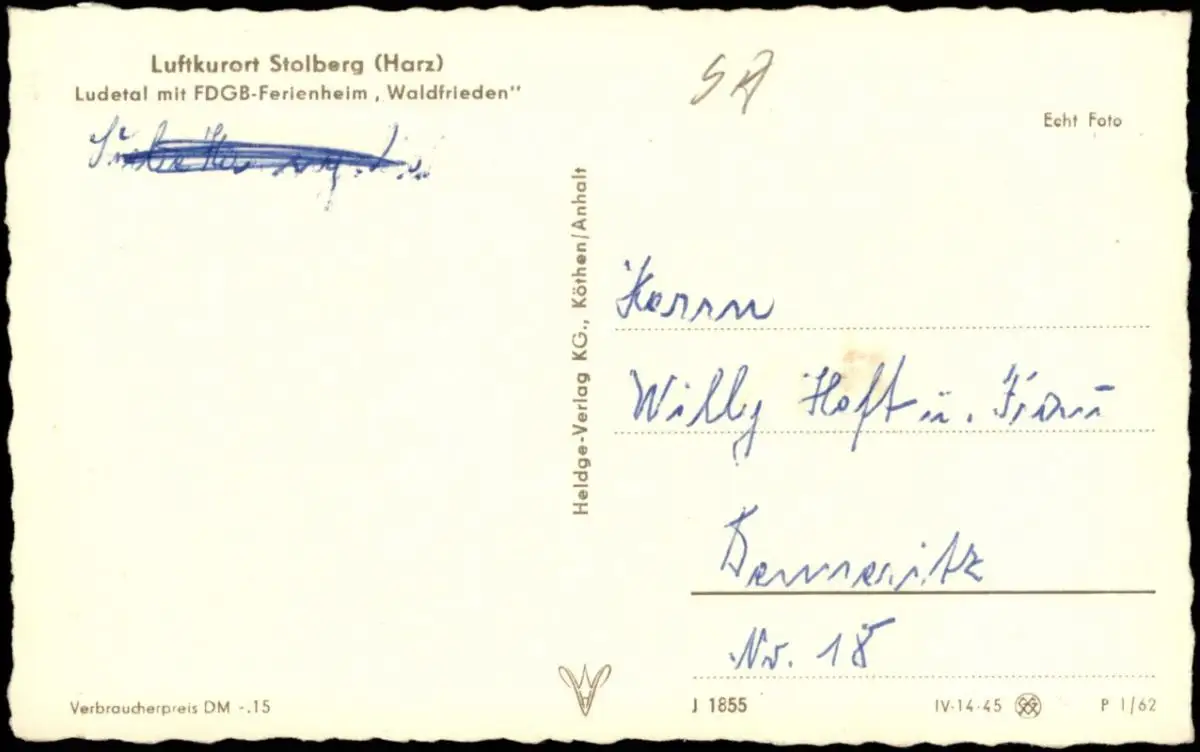 Luftkurort Stolberg (Harz)
Ludetal mit FDGB-Ferienheim „Waldfrieden"
Echt Foto
Heldge-Verlag KG., Köthen/Anhalt
Herrn
Willy Hoft u. Frau
Nr. 18
Verbraucherpreis DM -.15
J 1855
IV-14-45
P 1/62